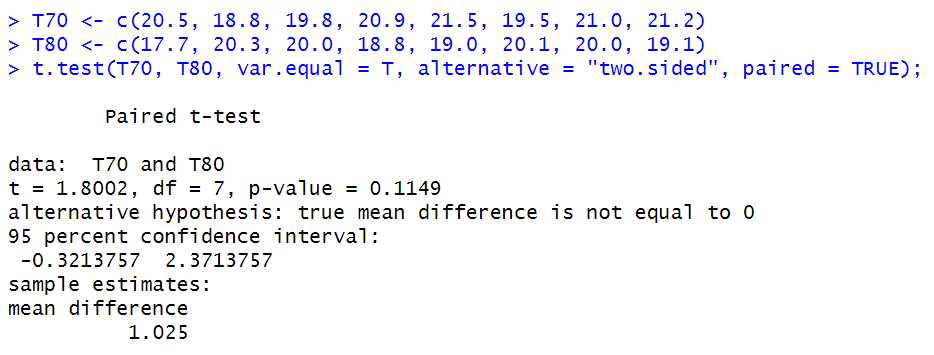 > T70 <- c(20.5, 18.8, 19.8, 20.9, 21.5, 19.5, 21.0, 21.2)
> T80 <- c(17.7, 20.3, 20.0, 18.8, 19.0, 20.1, 20.0, 19.1)
> t.test(T70, T80, var.equal = T, alternative = "two.sided", paired = TRUE);
Paired t-test
data:  T70 and T80
t = 1.8002, df = 7, p-value = 0.1149
alternative hypothesis: true mean difference is not equal to 0
95 percent confidence interval:
-0.3213757  2.3713757
sample estimates:
mean difference
1.025